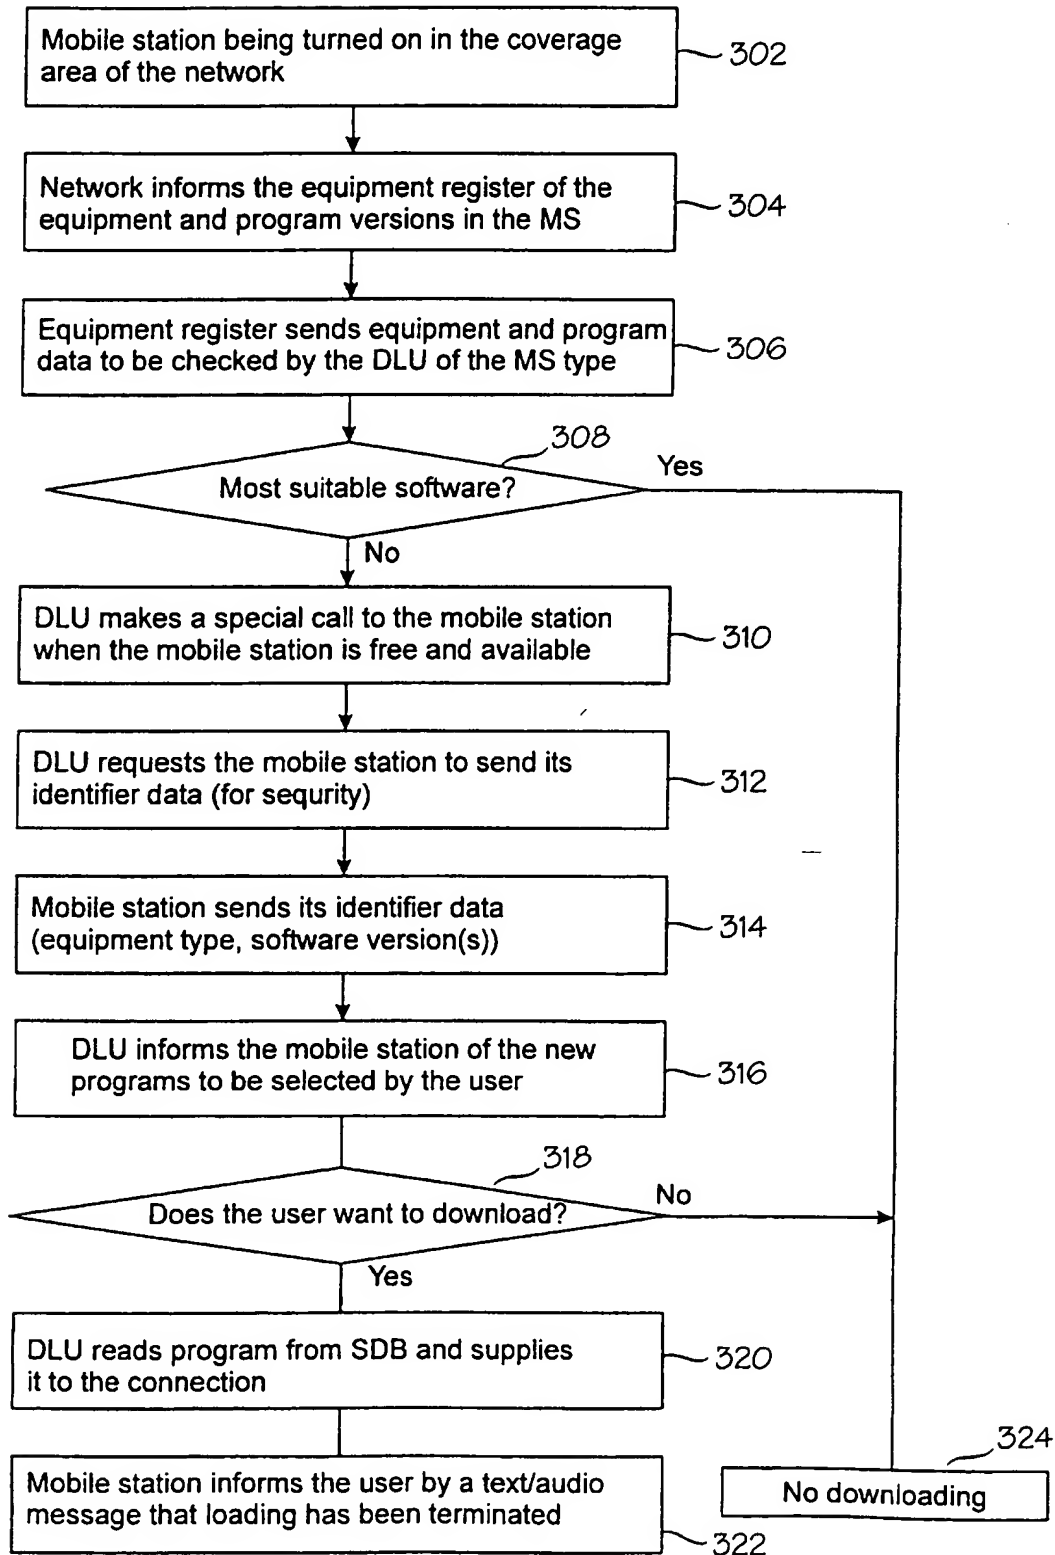 Mobile station being turned on in the coverage
area of the network
302
Network informs the equipment register of the
equipment and program versions in the MS
304
Equipment register sends equipment and program
data to be checked by the DLU of the MS type
306
308
Most suitable software?
Yes
No
DLU makes a special call to the mobile station
when the mobile station is free and available
310
DLU requests the mobile station to send its
identifier data (for sequrity)
312
Mobile station sends its identifier data
(equipment type, software version(s))
314
DLU informs the mobile station of the new
programs to be selected by the user
316
318
Does the user want to download?
No
Yes
DLU reads program from SDB and supplies
it to the connection
320
Mobile station informs the user by a text/audio
message that loading has been terminated
322
324
No downloading